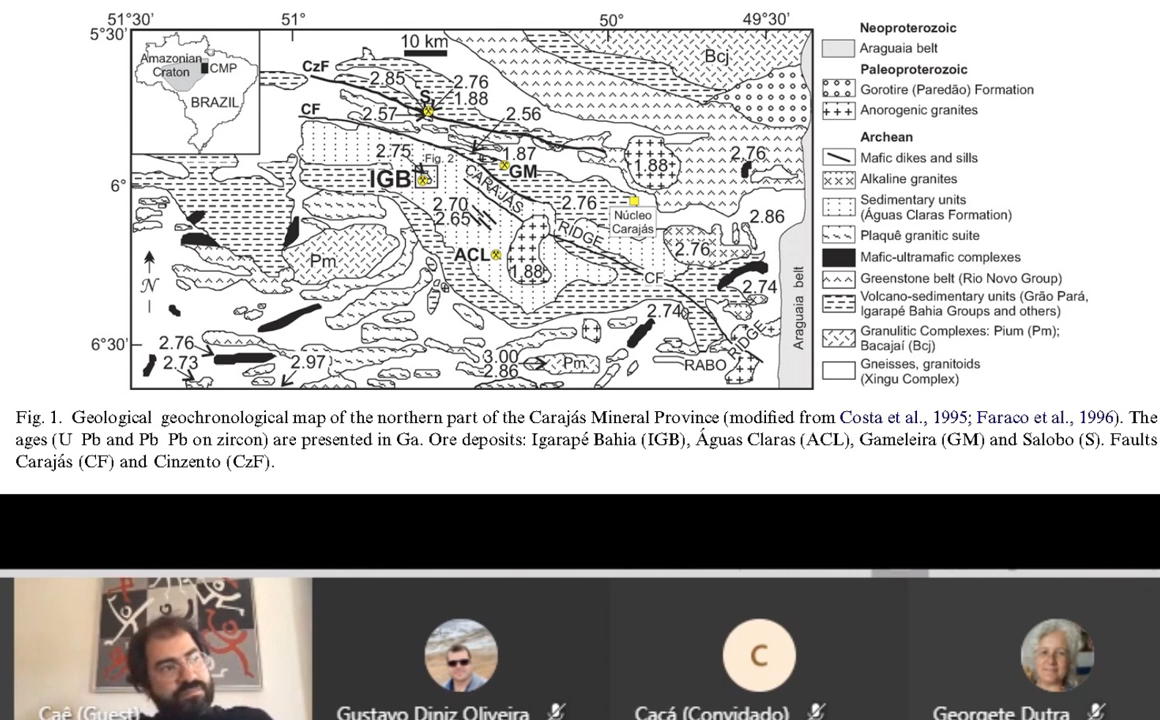 51°30' 51° 50° 49°30'
5°30'
6°
6°30'
10 km
Amazonian
Craton
CMP
BRAZIL
CzF
CF
2.85
S
2.76
1.88
2.57
2.56
Bcj
2.75
Fig. 2
1.87
GM
IGB
CARAJÁS
1.88
2.76
2.70
2.65
2.76
Núcleo
Carajás
2.86
RIDGE
ACL
1.88
2.76
Pm
CF
2.74
N
2.74
Araguaia belt
RIDGE
2.76
2.73
2.97
3.00
2.86
Pm
RABO
Neoproterozoic
Araguaia belt
Paleoproterozoic
Gorotire (Paredão) Formation
Anorogenic granites
Archean
Mafic dikes and sills
Alkaline granites
Sedimentary units
(Águas Claras Formation)
Plaquê granitic suite
Mafic-ultramafic complexes
Greenstone belt (Rio Novo Group)
Volcano-sedimentary units (Grão Pará,
Igarapé Bahia Groups and others)
Granulitic Complexes: Pium (Pm);
Bacajaí (Bcj)
Gneisses, granitoids
(Xingu Complex)
Fig. 1. Geological geochronological map of the northern part of the Carajás Mineral Province (modified from Costa et al., 1995; Faraco et al., 1996). The
ages (U Pb and Pb Pb on zircon) are presented in Ga. Ore deposits: Igarapé Bahia (IGB), Águas Claras (ACL), Gameleira (GM) and Salobo (S). Faults
Carajás (CF) and Cinzento (CzF).
C
Caê (Guest) Gustavo Diniz Oliveira Cacá (Convidado) Georgete Dutra